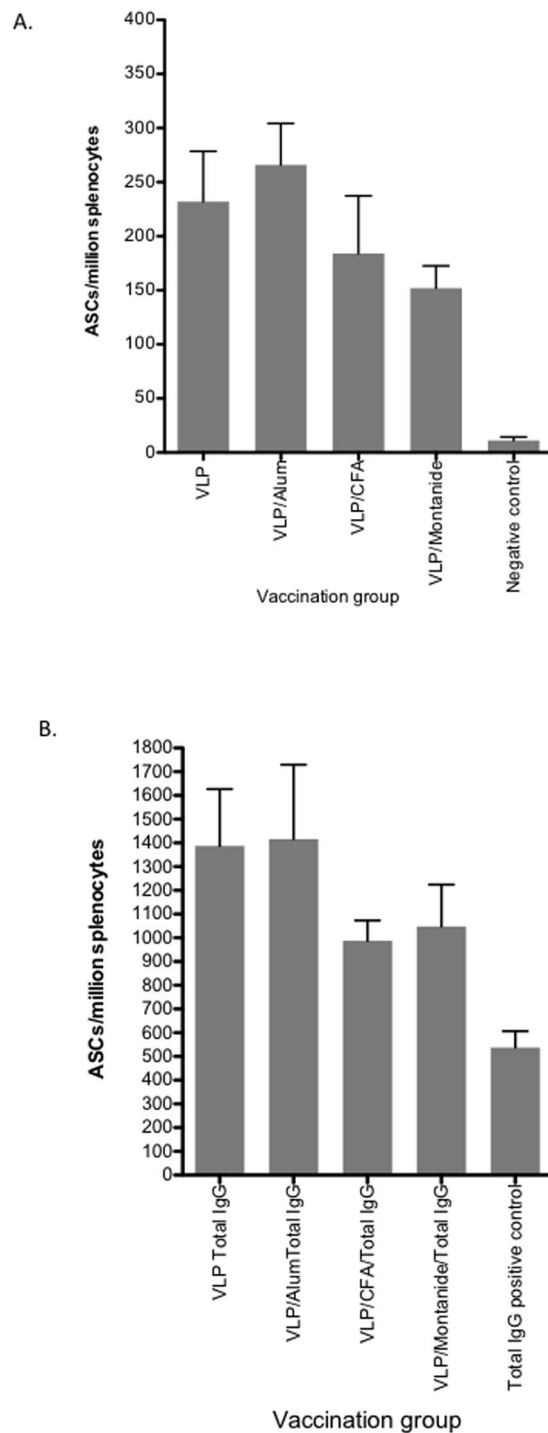 A.
ASCs/million splenocytes
400
350
300
250
200
150
100
50
0
VLP
VLP/Alum
VLP/CFA
VLP/Montanide
Negative control
Vaccination group
B.
ASCs/million splenocytes
1800
1700
1600
1500
1400
1300
1200
1100
1000
900
800
700
600
500
400
300
200
100
0
VLP Total IgG
VLP/AlumTotal IgG
VLP/CFA/Total IgG
VLP/Montanide/Total IgG
Total IgG positive control
Vaccination group